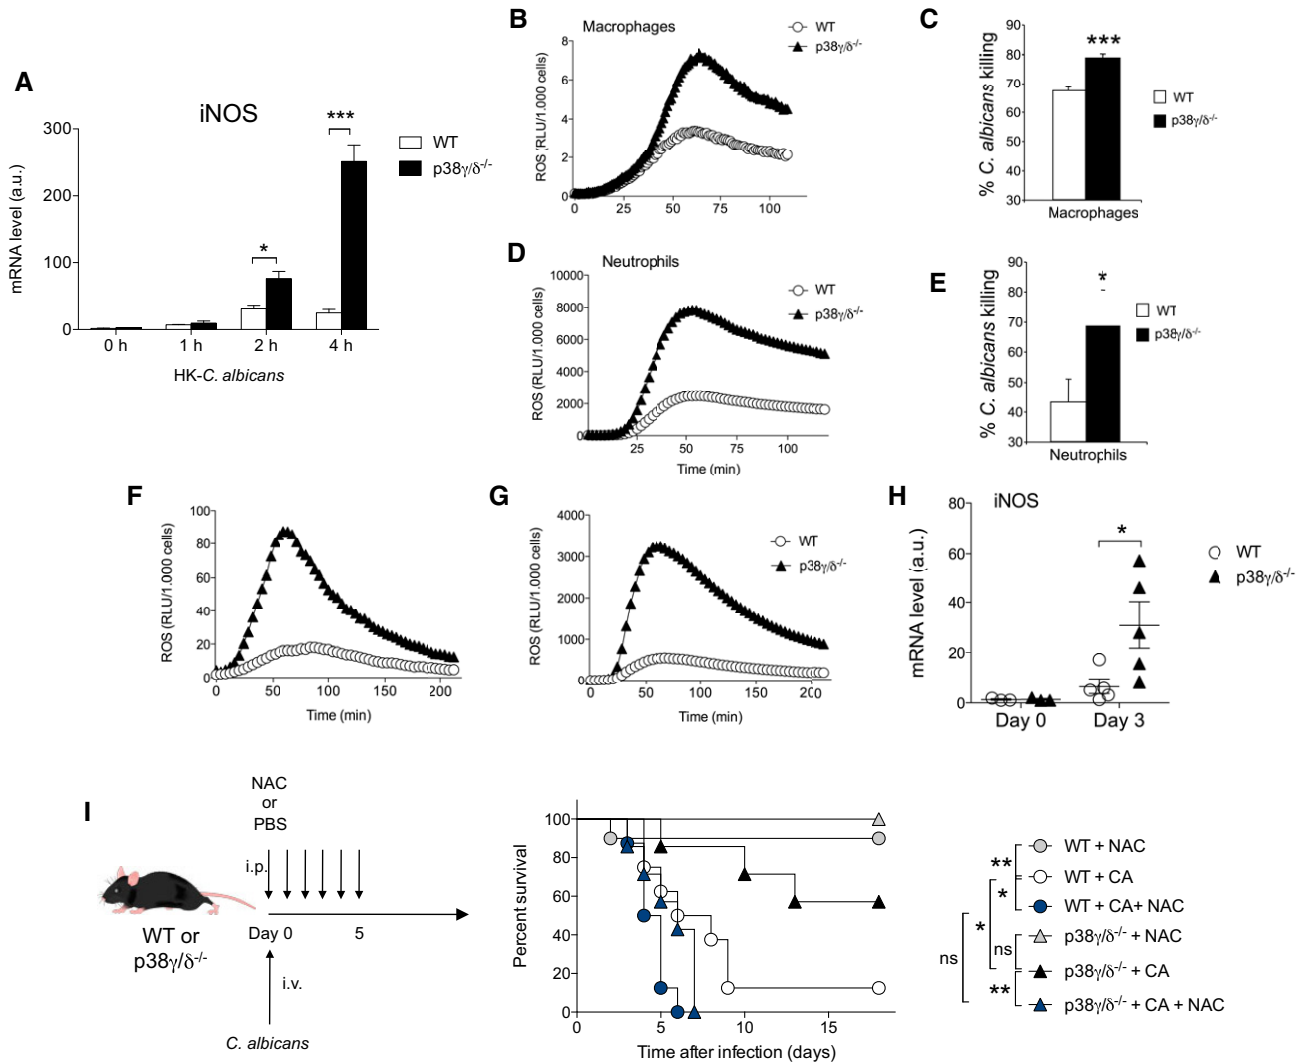 A
iNOS
mRNA level (a.u.)
300
200
100
0
***
*
WT
p38γ/δ-/-
0 h 1 h 2 h 4 h
HK-C. albicans
B
Macrophages
WT
p38γ/δ-/-
ROS (RLU/1.000 cells)
8
6
4
2
0
0 25 50 75 100
C
% C. albicans killing
90
80
70
60
50
40
30
***
WT
p38γ/δ-/-
Macrophages
D
Neutrophils
WT
p38γ/δ-/-
ROS (RLU/1.000 cells)
10000
8000
6000
4000
2000
0
25 50 75 100
Time (min)
E
% C. albicans killing
90
80
70
60
50
40
30
*
WT
p38γ/δ-/-
Neutrophils
F
ROS (RLU/1.000 cells)
100
80
60
40
20
0
0 50 100 150 200
Time (min)
G
ROS (RLU/1.000 cells)
4000
3000
2000
1000
0
0 50 100 150 200
Time (min)
WT
p38γ/δ-/-
H
iNOS
mRNA level (a.u.)
80
60
40
20
0
*
WT
p38γ/δ-/-
Day 0 Day 3
I
NAC
or
PBS
i.p.
WT or
p38γ/δ-/-
Day 0 5
i.v.
C. albicans
Percent survival
100
80
60
40
20
0
0 5 10 15
Time after infection (days)
WT + NAC
WT + CA
WT + CA+ NAC
p38γ/δ-/- + NAC
p38γ/δ-/- + CA
p38γ/δ-/- + CA + NAC
**
*
*
ns
ns
**